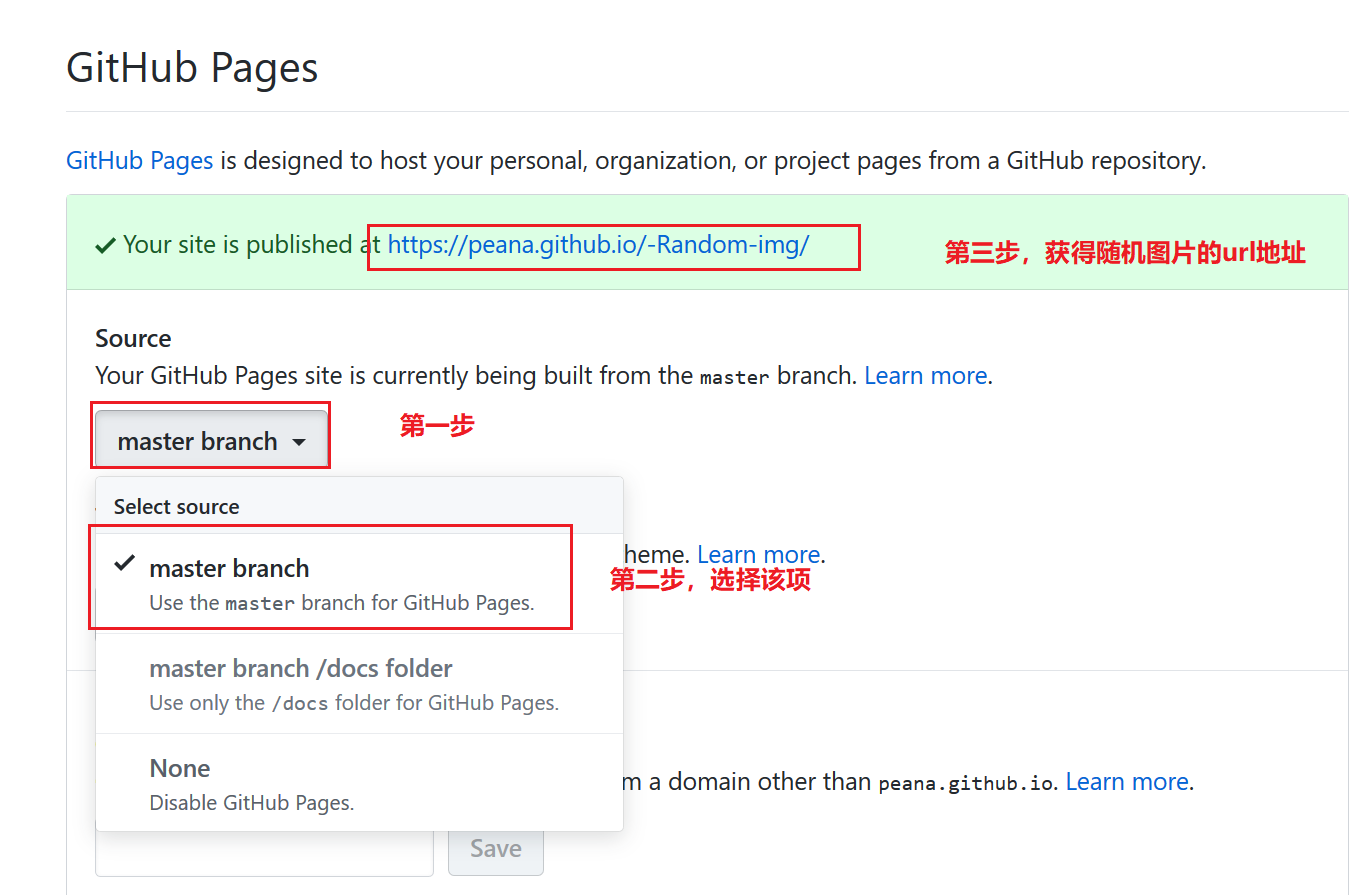 GitHub Pages
GitHub Pages is designed to host your personal, organization, or project pages from a GitHub repository.
Your site is published at https://peana.github.io/-Random-img/
第三步，获得随机图片的url地址
Source
Your GitHub Pages site is currently being built from the master branch. Learn more.
master branch
第一步
Select source
master branch
Use the master branch for GitHub Pages.
heme. Learn more.
第二步，选择该项
master branch /docs folder
Use only the /docs folder for GitHub Pages.
None
Disable GitHub Pages.
m a domain other than peana.github.io. Learn more.
Save